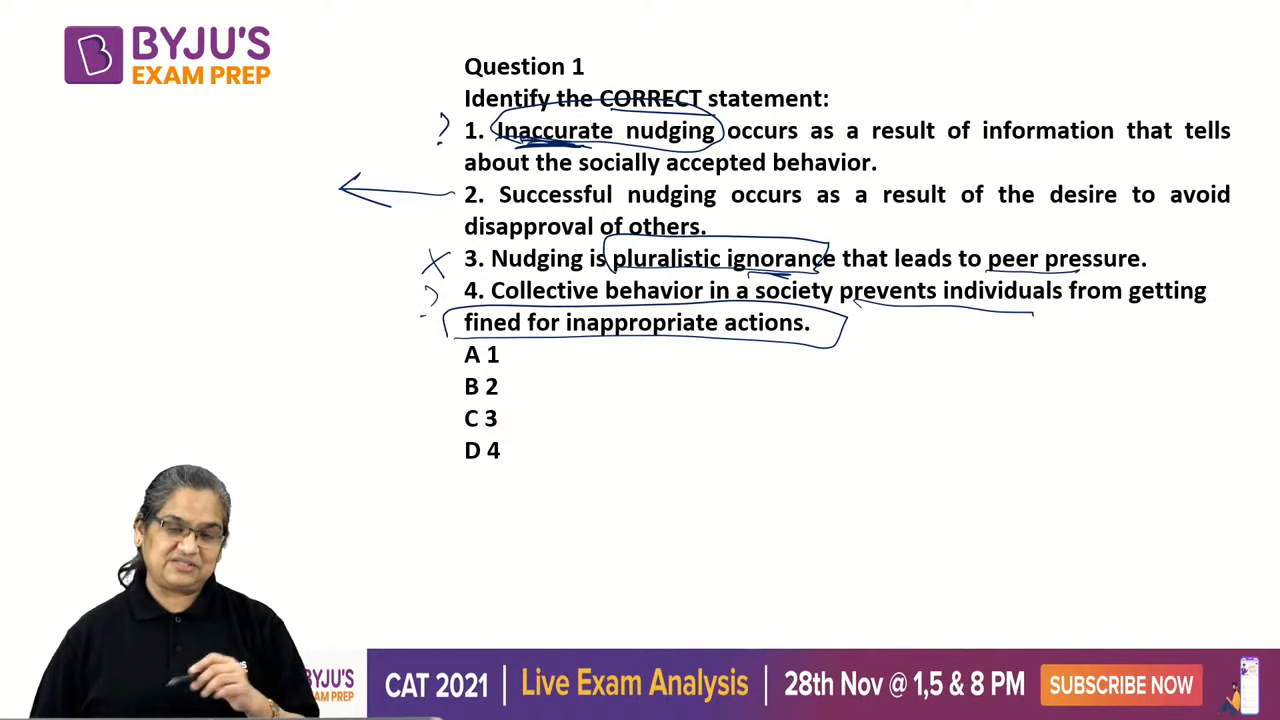 BYJU'S
EXAM PREP
Question 1
Identify the CORRECT statement:
? 1. Inaccurate nudging occurs as a result of information that tells
about the socially accepted behavior.
2. Successful nudging occurs as a result of the desire to avoid
disapproval of others.
x 3. Nudging is pluralistic ignorance that leads to peer pressure.
? 4. Collective behavior in a society prevents individuals from getting
fined for inappropriate actions.
A 1
B 2
C 3
D 4
BYJU'S
EXAM PREP
CAT 2021 | Live Exam Analysis | 28th Nov @ 1,5 & 8 PM SUBSCRIBE NOW